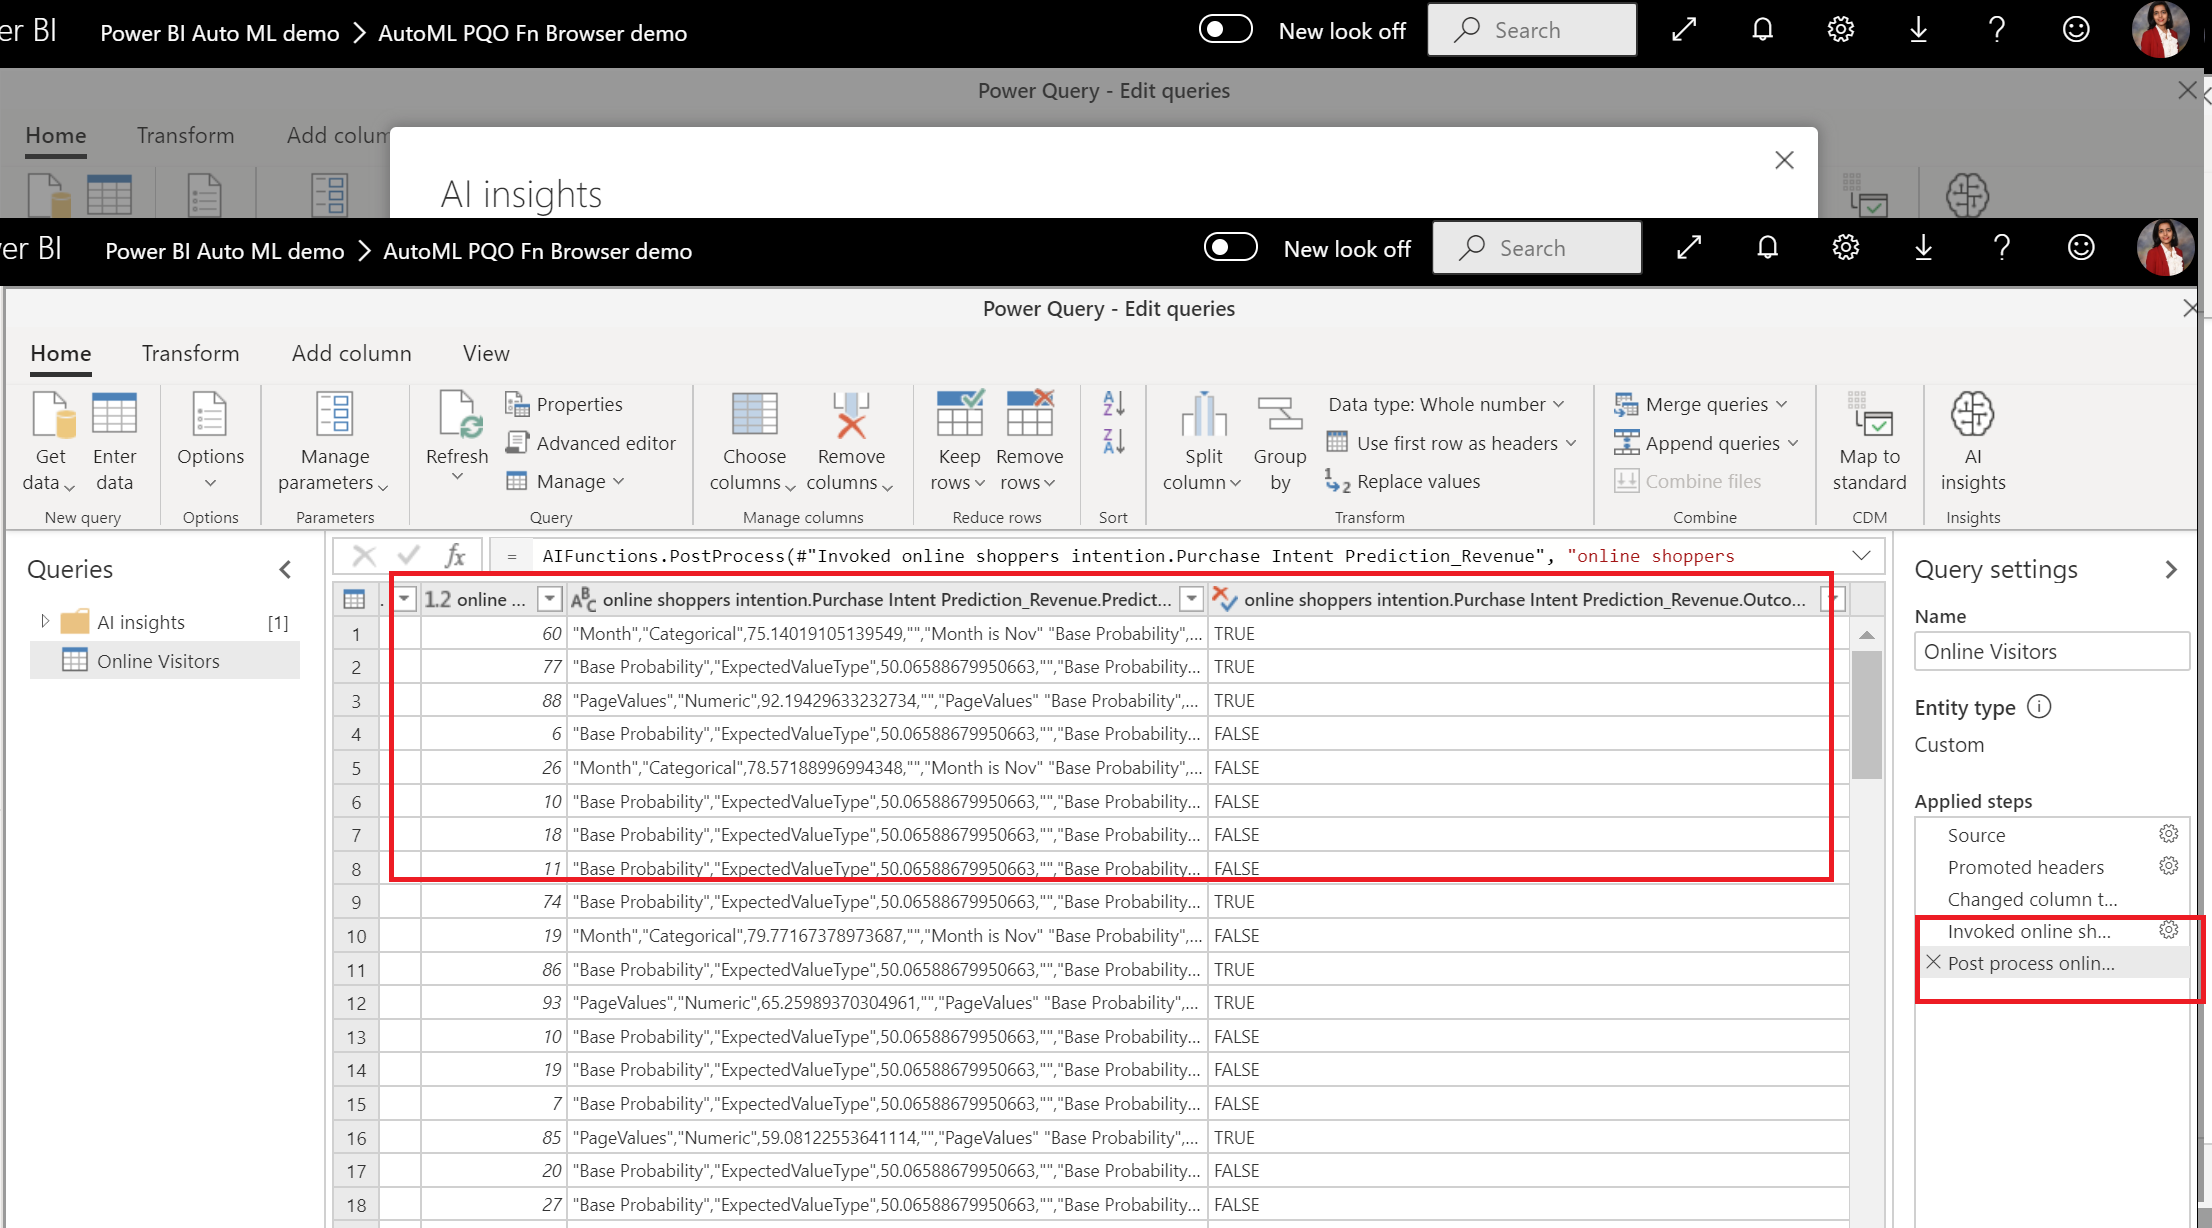 er BI Power BI Auto ML demo > AutoML PQO Fn Browser demo New look off Search
Power Query - Edit queries
Home Transform Add colum
AI insights
er BI Power BI Auto ML demo > AutoML PQO Fn Browser demo New look off Search
Power Query - Edit queries
Home Transform Add column View
Get data Enter data Options Manage parameters Refresh Properties Advanced editor Manage Choose columns Remove columns Keep rows Remove rows Split column Group by Data type: Whole number Use first row as headers Replace values Merge queries Append queries Combine files Map to standard AI insights
New query Options Parameters Query Manage columns Reduce rows Sort Transform Combine CDM Insights
Queries
AI insights [1]
Online Visitors
fx = AIFunctions.PostProcess(#"Invoked online shoppers intention.Purchase Intent Prediction_Revenue", "online shoppers
. 1.2 online ... ABC online shoppers intention.Purchase Intent Prediction_Revenue.Predict... online shoppers intention.Purchase Intent Prediction_Revenue.Outco...
1 60 "Month","Categorical",75.14019105139549,"","Month is Nov" "Base Probability",... TRUE
2 77 "Base Probability","ExpectedValueType",50.06588679950663,"","Base Probability... TRUE
3 88 "PageValues","Numeric",92.19429633232734,"","PageValues" "Base Probability",... TRUE
4 6 "Base Probability","ExpectedValueType",50.06588679950663,"","Base Probability... FALSE
5 26 "Month","Categorical",78.57188996994348,"","Month is Nov" "Base Probability",... FALSE
6 10 "Base Probability","ExpectedValueType",50.06588679950663,"","Base Probability... FALSE
7 18 "Base Probability","ExpectedValueType",50.06588679950663,"","Base Probability... FALSE
8 11 "Base Probability","ExpectedValueType",50.06588679950663,"","Base Probability... FALSE
9 74 "Base Probability","ExpectedValueType",50.06588679950663,"","Base Probability... TRUE
10 19 "Month","Categorical",79.77167378973687,"","Month is Nov" "Base Probability",... FALSE
11 86 "Base Probability","ExpectedValueType",50.06588679950663,"","Base Probability... TRUE
12 93 "PageValues","Numeric",65.25989370304961,"","PageValues" "Base Probability",... TRUE
13 10 "Base Probability","ExpectedValueType",50.06588679950663,"","Base Probability... FALSE
14 19 "Base Probability","ExpectedValueType",50.06588679950663,"","Base Probability... FALSE
15 7 "Base Probability","ExpectedValueType",50.06588679950663,"","Base Probability... FALSE
16 85 "PageValues","Numeric",59.08122553641114,"","PageValues" "Base Probability",... TRUE
17 20 "Base Probability","ExpectedValueType",50.06588679950663,"","Base Probability... FALSE
18 27 "Base Probability","ExpectedValueType",50.06588679950663,"","Base Probability... FALSE
Query settings
Name
Online Visitors
Entity type
Custom
Applied steps
Source
Promoted headers
Changed column t...
Invoked online sh...
Post process onlin...